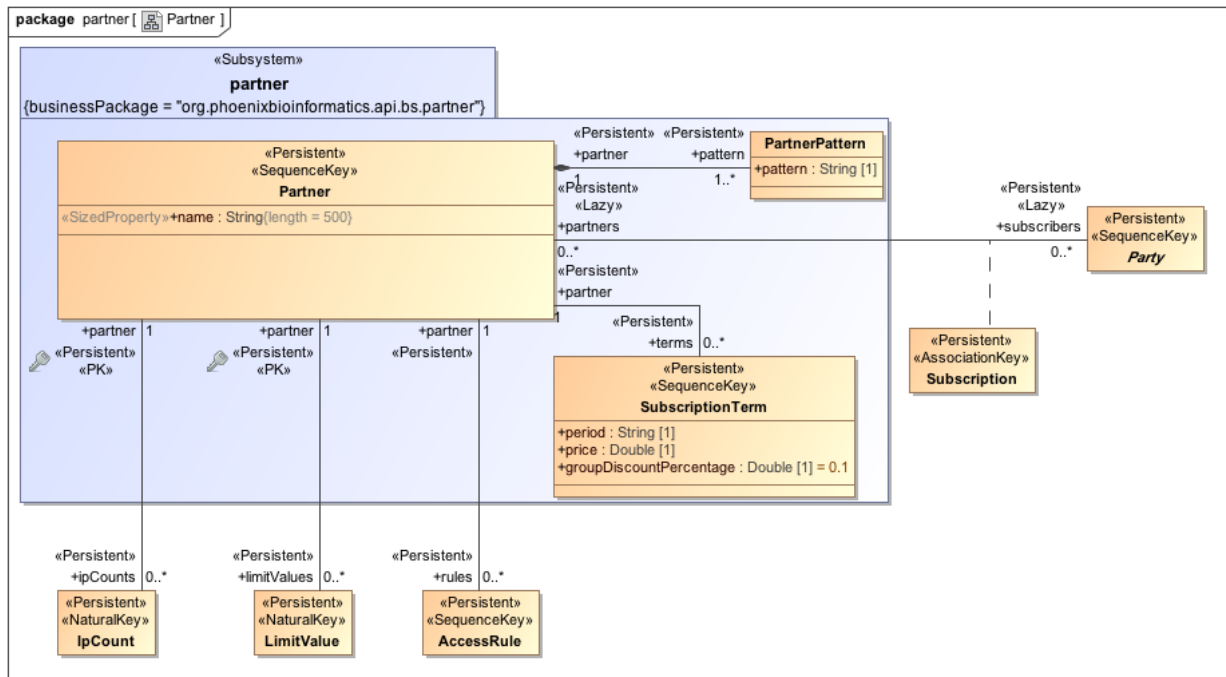 package partner [ Partner ]
«Subsystem»
partner
{businessPackage = "org.phoenixbioinformatics.api.bs.partner"}
«Persistent»
«SequenceKey»
Partner
«SizedProperty»+name : String{length = 500}
«Persistent»
+partner
1
«Persistent»
+pattern
1..*
PartnerPattern
+pattern : String [1]
«Persistent»
«Lazy»
+partners
0..*
«Persistent»
«Lazy»
+subscribers
0..*
«Persistent»
«SequenceKey»
Party
«Persistent»
«AssociationKey»
Subscription
«Persistent»
+partner
1
«Persistent»
+terms
0..*
«Persistent»
«SequenceKey»
SubscriptionTerm
+period : String [1]
+price : Double [1]
+groupDiscountPercentage : Double [1] = 0.1
+partner
1
«Persistent»
«PK»
+partner
1
«Persistent»
«PK»
+partner
1
«Persistent»
«Persistent»
+ipCounts
0..*
«Persistent»
+limitValues
0..*
«Persistent»
+rules
0..*
«Persistent»
«NaturalKey»
IpCount
«Persistent»
«NaturalKey»
LimitValue
«Persistent»
«SequenceKey»
AccessRule